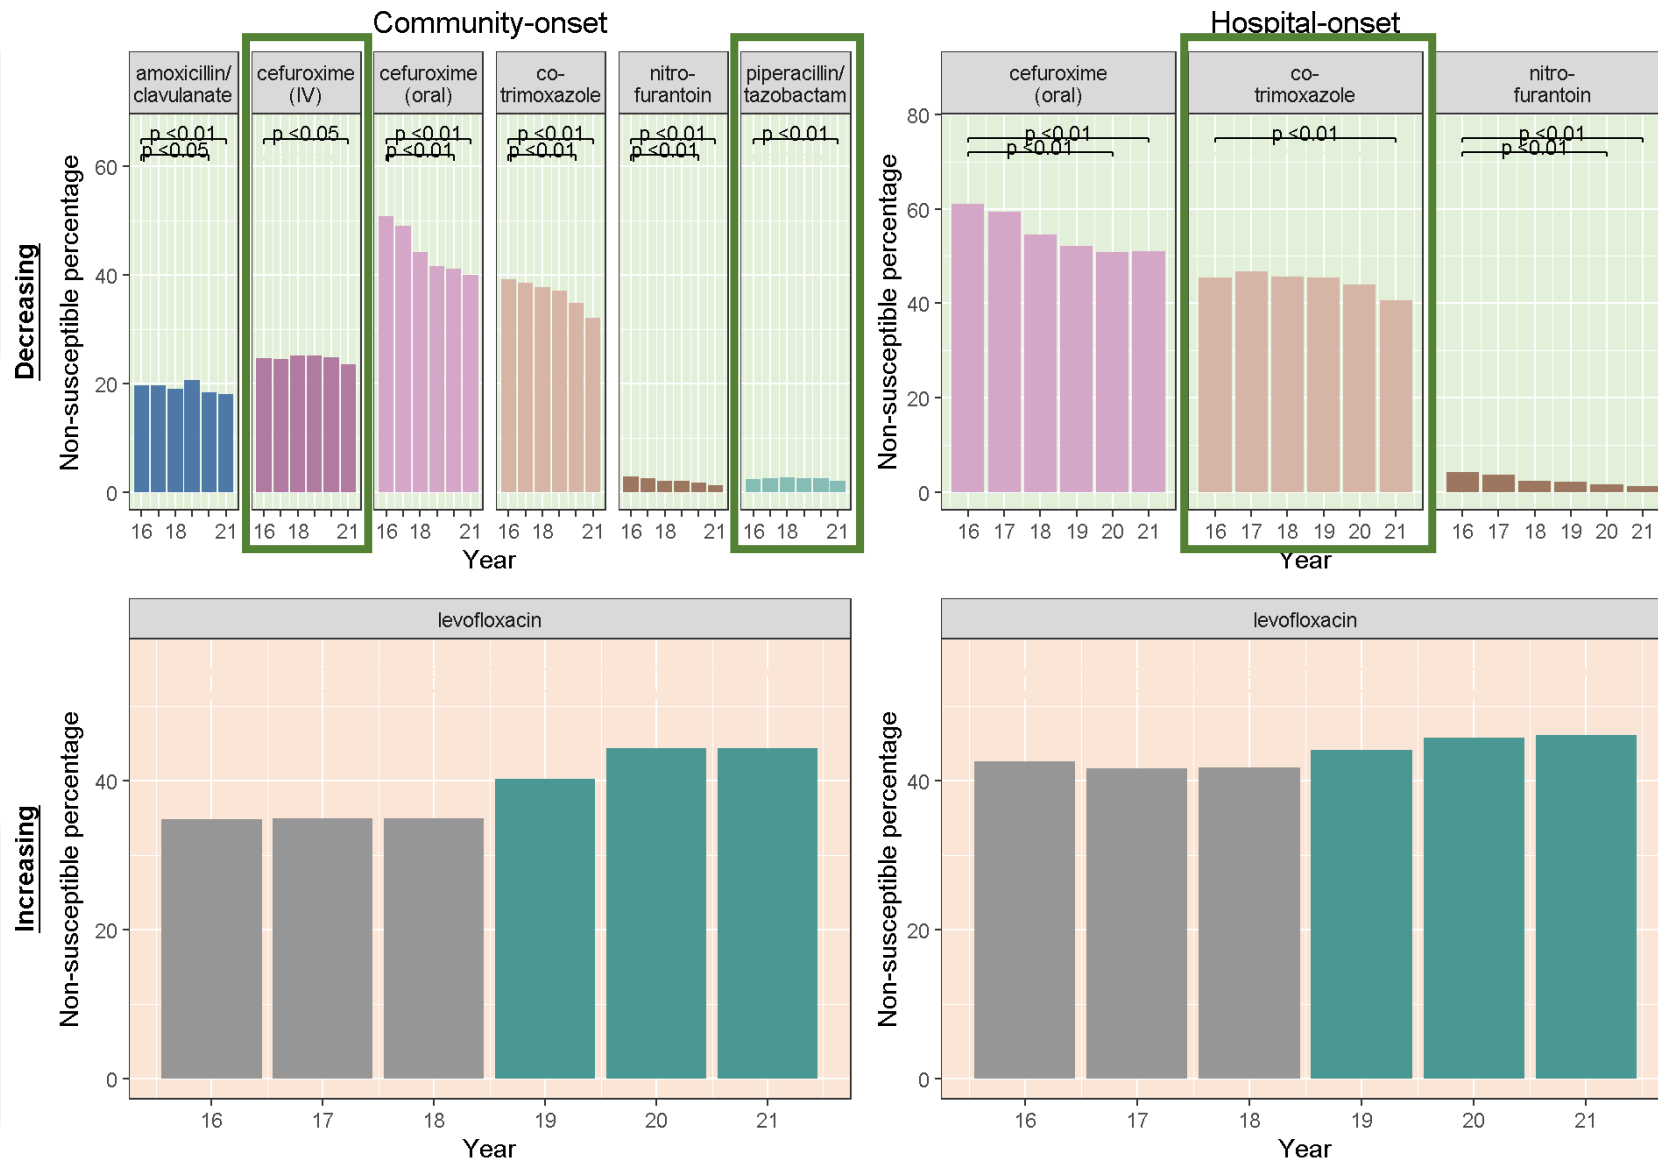 Community-onset
Hospital-onset
Decreasing
Non-susceptible percentage
amoxicillin/
clavulanate
cefuroxime
(IV)
cefuroxime
(oral)
co-
trimoxazole
nitro-
furantoin
piperacillin/
tazobactam
p <0.01
p <0.05
p <0.05
p <0.01
p <0.01
p <0.01
p <0.01
p <0.01
p <0.01
p <0.01
60
40
20
0
16 18 21
16 18 21
16 18 21
16 18 21
16 18 21
16 18 21
Year
Non-susceptible percentage
cefuroxime
(oral)
co-
trimoxazole
nitro-
furantoin
p <0.01
p <0.01
p <0.01
p <0.01
p <0.01
80
60
40
20
0
16 17 18 19 20 21
16 17 18 19 20 21
16 17 18 19 20 21
Year
Increasing
Non-susceptible percentage
levofloxacin
40
20
0
16 17 18 19 20 21
Year
Non-susceptible percentage
levofloxacin
40
20
0
16 17 18 19 20 21
Year